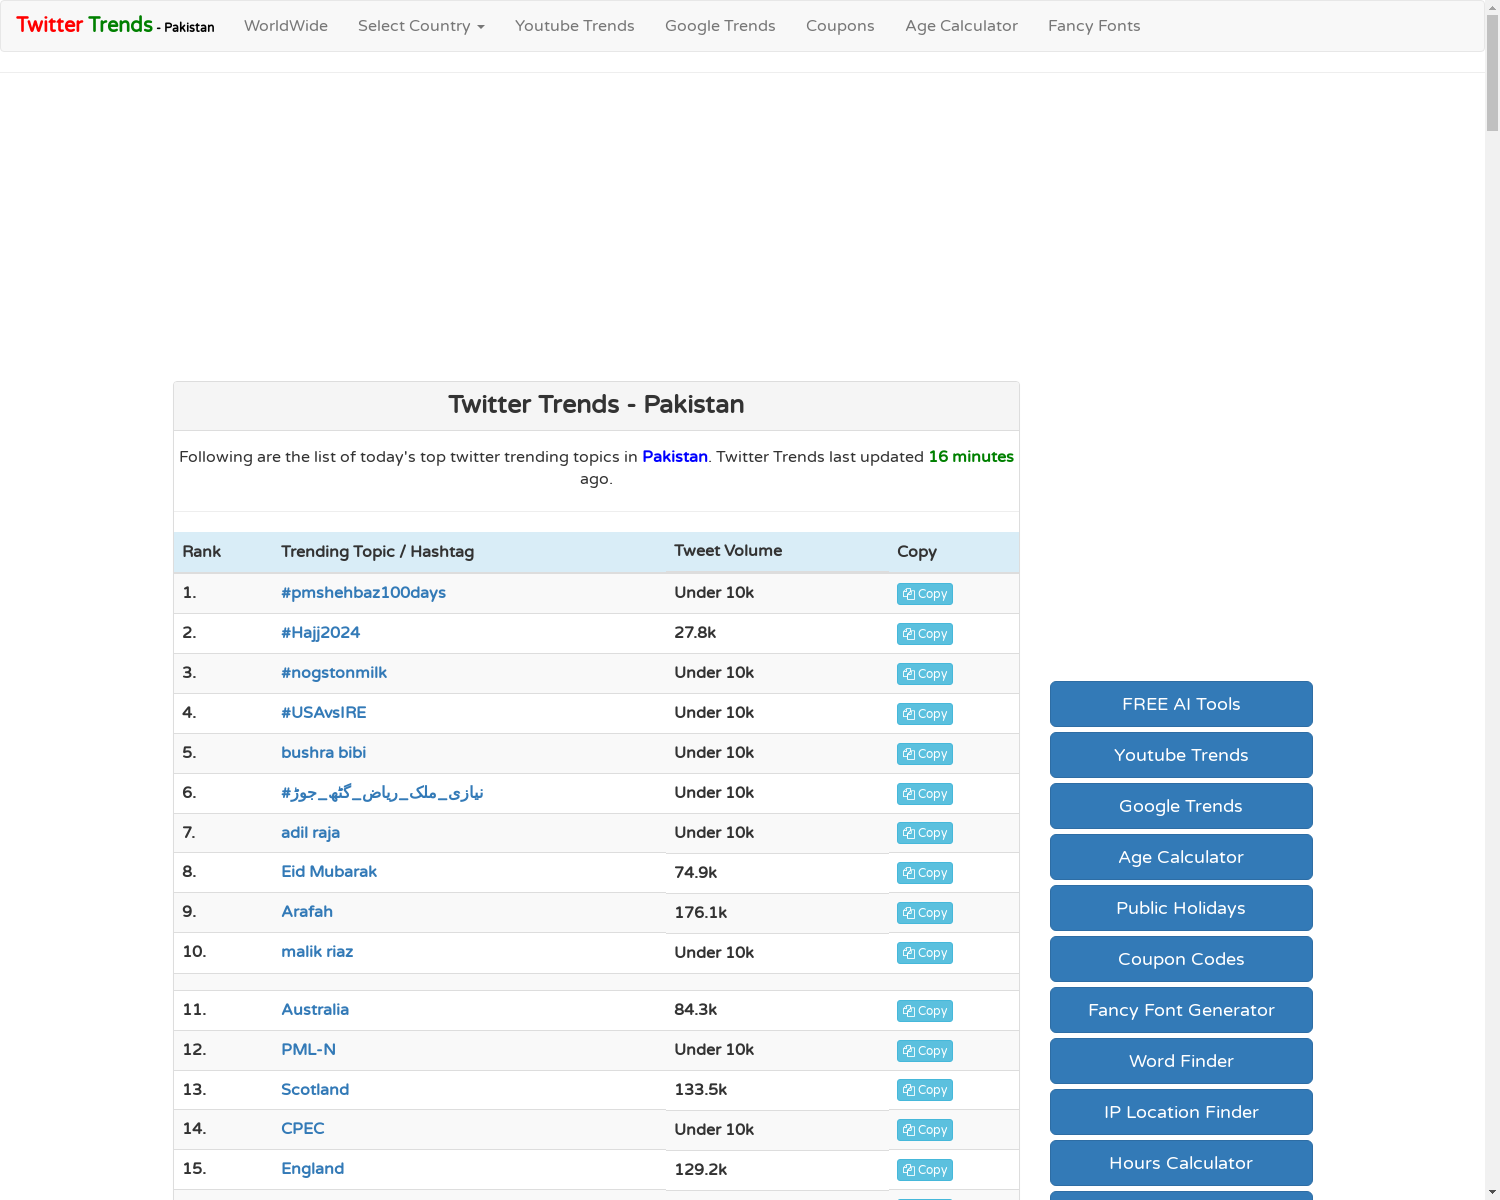 Twitter Trends - Pakistan
WorldWide
Select Country
Youtube Trends
Google Trends
Coupons
Age Calculator
Fancy Fonts
Twitter Trends - Pakistan
Following are the list of today's top twitter trending topics in Pakistan. Twitter Trends last updated 16 minutes
ago.
Rank Trending Topic / Hashtag Tweet Volume Copy
1. #pmshehbaz100days Under 10k Copy
2. #Hajj2024 27.8k Copy
3. #nogstonmilk Under 10k Copy
4. #USAvsIRE Under 10k Copy
5. bushra bibi Under 10k Copy
6. #نیازی_ملک_ریاض_گٹھ_جوڑ Under 10k Copy
7. adil raja Under 10k Copy
8. Eid Mubarak 74.9k Copy
9. Arafah 176.1k Copy
10. malik riaz Under 10k Copy
11. Australia 84.3k Copy
12. PML-N Under 10k Copy
13. Scotland 133.5k Copy
14. CPEC Under 10k Copy
15. England 129.2k Copy
FREE AI Tools
Youtube Trends
Google Trends
Age Calculator
Public Holidays
Coupon Codes
Fancy Font Generator
Word Finder
IP Location Finder
Hours Calculator